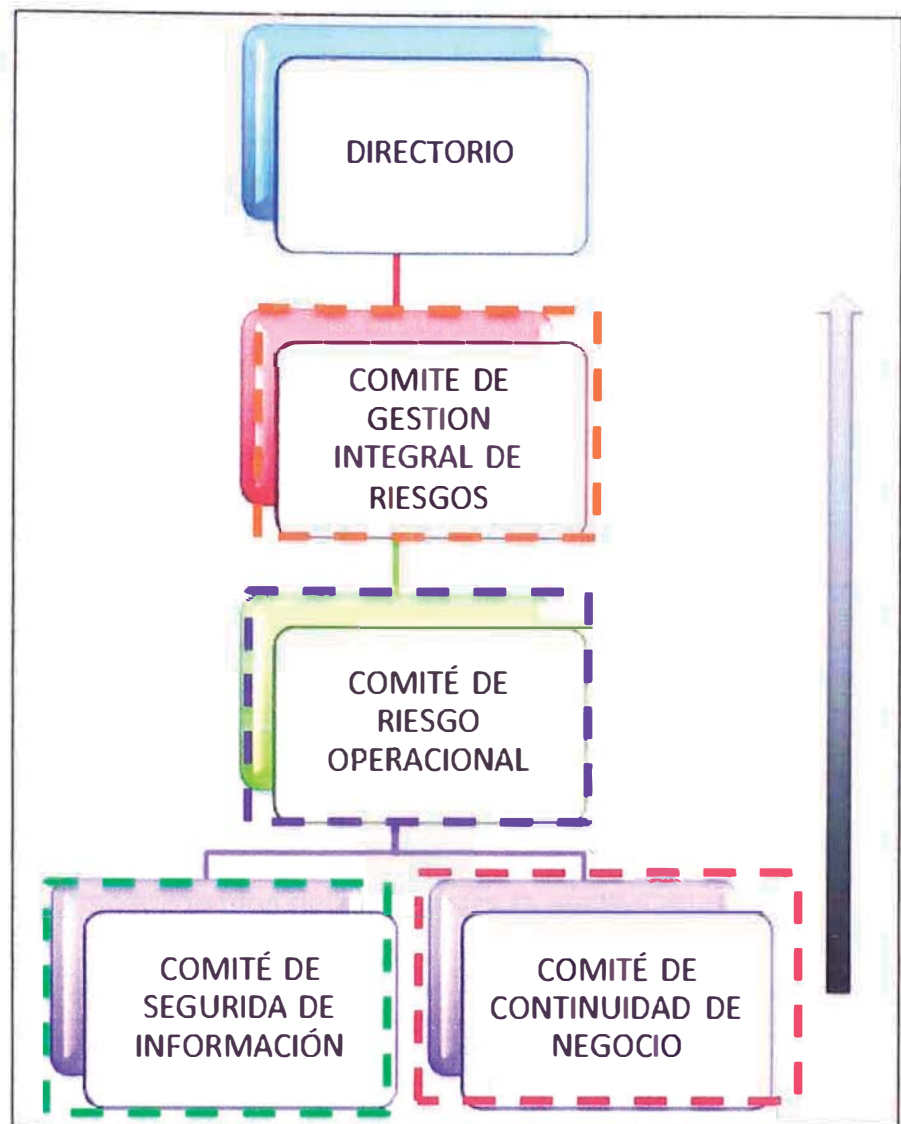 DIRECTORIO
COMITE DE
GESTION
INTEGRAL DE
RIESGOS
COMITÉ DE
RIESGO
OPERACIONAL
COMITÉ DE
SEGURIDA DE
INFORMACIÓN
COMITÉ DE
CONTINUIDAD DE
NEGOCIO